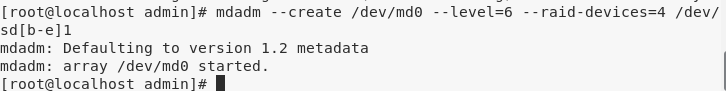 [root@localhost admin]# mdadm --create /dev/md0 --level=6 --raid-devices=4 /dev/
sd[b-e]1
mdadm: Defaulting to version 1.2 metadata
mdadm: array /dev/md0 started.
[root@localhost admin]#